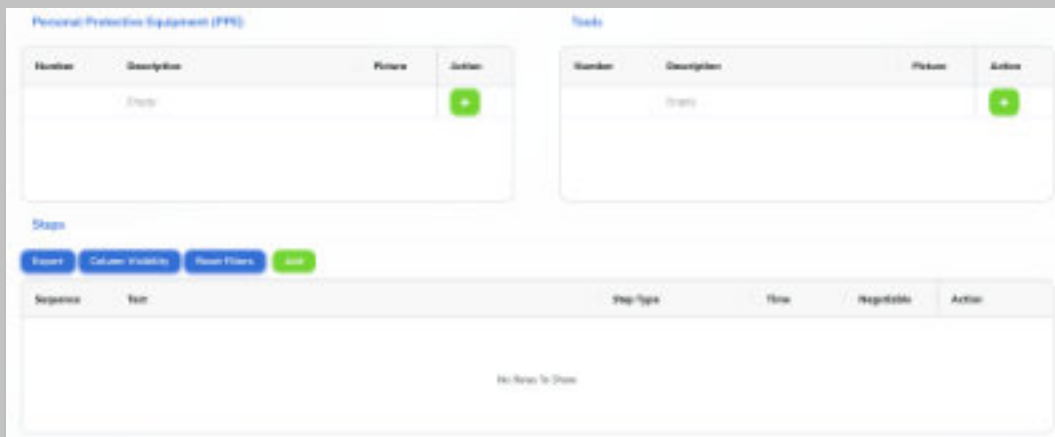 Personal Protective Equipment (PPE)
Tools
Number Description Picture Action
Number Description Picture Action
Empty
Empty
Steps
Export Column Visibility Reset Filters Add
Sequence Text Step Type Time Negotiable Action
No Rows To Show